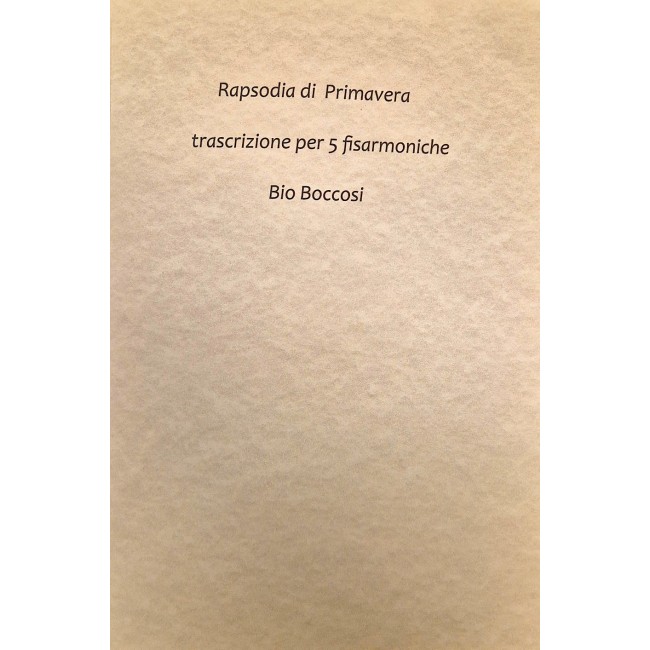 Rapsodia di Primavera
trascrizione per 5 fisarmoniche
Bio Boccosi